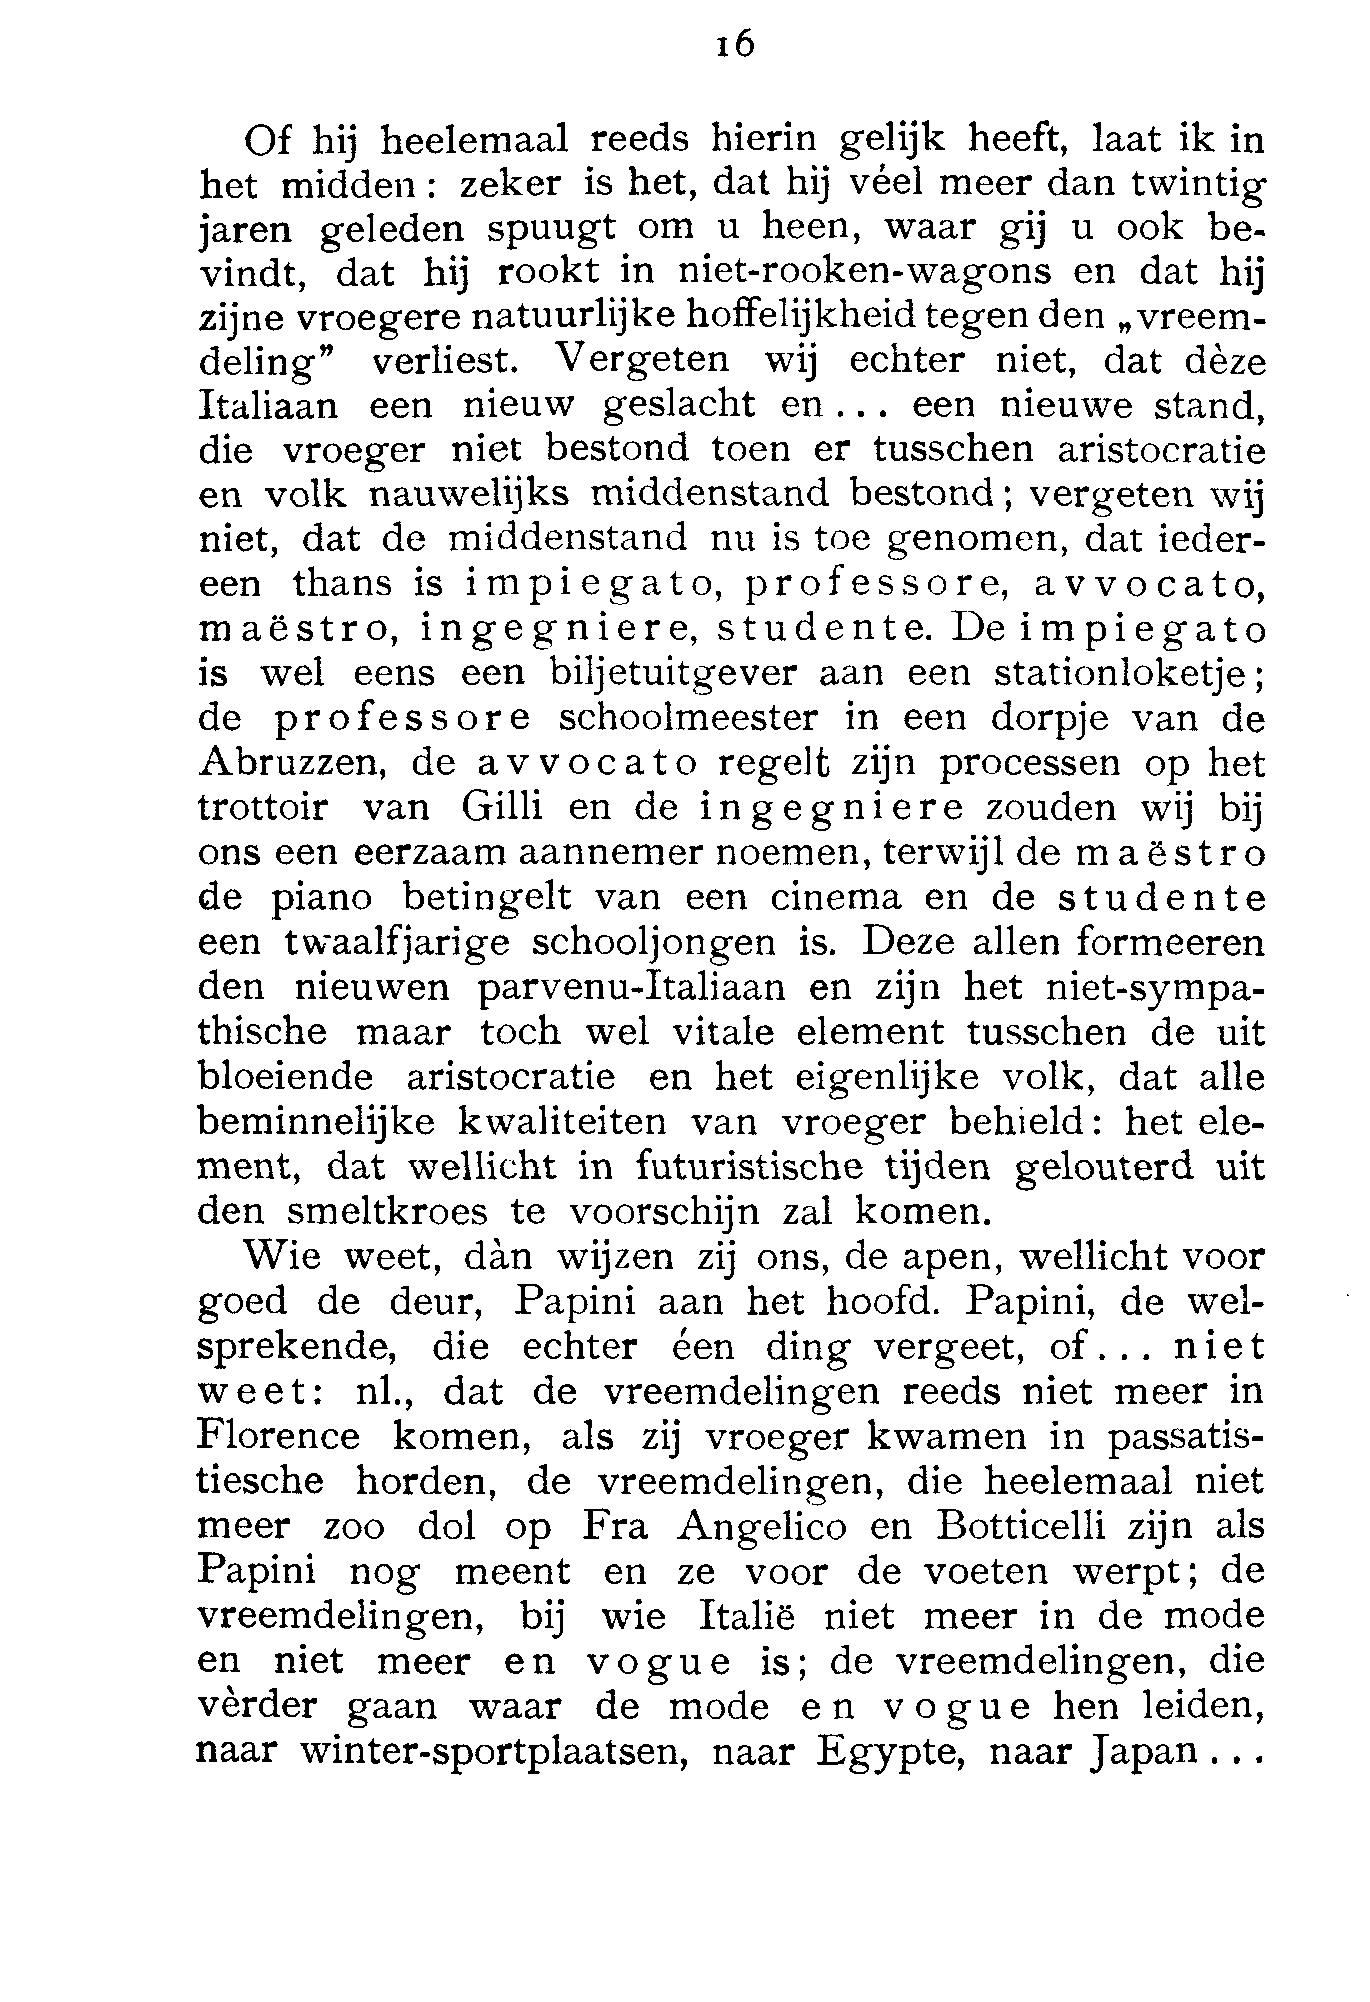 16
Of hij heelemaal reeds hierin gelijk heeft, laat ik in
het midden : zeker is het, dat hij véel meer dan twintig
jaren geleden spuugt om u heen, waar gij u ook be-
vindt, dat hij rookt in niet-rooken-wagons en dat hij
zijne vroegere natuurlijke hoffelijkheid tegen den „vreem-
deling” verliest. Vergeten wij echter niet, dat dèze
Italiaan een nieuw geslacht en ... een nieuwe stand,
die vroeger niet bestond toen er tusschen aristocratie
en volk nauwelijks middenstand bestond ; vergeten wij
niet, dat de middenstand nu is toe genomen, dat ieder-
een thans is impiegato, professore, avvocato,
maëstro, ingegniere, studente. De impiegato
is wel eens een biljetuitgever aan een stationloketje ;
de professore schoolmeester in een dorpje van de
Abruzzen, de avvocato regelt zijn processen op het
trottoir van Gilli en de ingegniere zouden wij bij
ons een eerzaam aannemer noemen, terwijl de maëstro
de piano betingelt van een cinema en de studente
een twaalfjarige schooljongen is. Deze allen formeeren
den nieuwen parvenu-Italiaan en zijn het niet-sympa-
thische maar toch wel vitale element tusschen de uit
bloeiende aristocratie en het eigenlijke volk, dat alle
beminnelijke kwaliteiten van vroeger behield : het ele-
ment, dat wellicht in futuristische tijden gelouterd uit
den smeltkroes te voorschijn zal komen.
Wie weet, dàn wijzen zij ons, de apen, wellicht voor
goed de deur, Papini aan het hoofd. Papini, de wel-
sprekende, die echter één ding vergeet, of ... niet
weet: nl., dat de vreemdelingen reeds niet meer in
Florence komen, als zij vroeger kwamen in passatis-
tiesche horden, de vreemdelingen, die heelemaal niet
meer zoo dol op Fra Angelico en Botticelli zijn als
Papini nog meent en ze voor de voeten werpt ; de
vreemdelingen, bij wie Italië niet meer in de mode
en niet meer en vogue is ; de vreemdelingen, die
vèrder gaan waar de mode en vogue hen leiden,
naar winter-sportplaatsen, naar Egypte, naar Japan ...